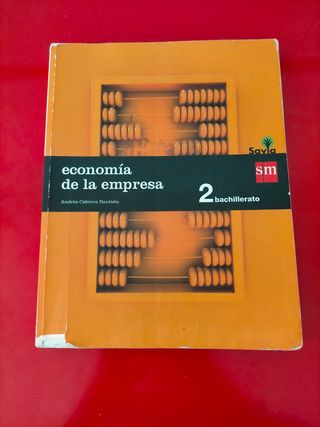 economía
de la empresa
Andrés Cabrera Bautista
2 bachillerato
Savia
sm